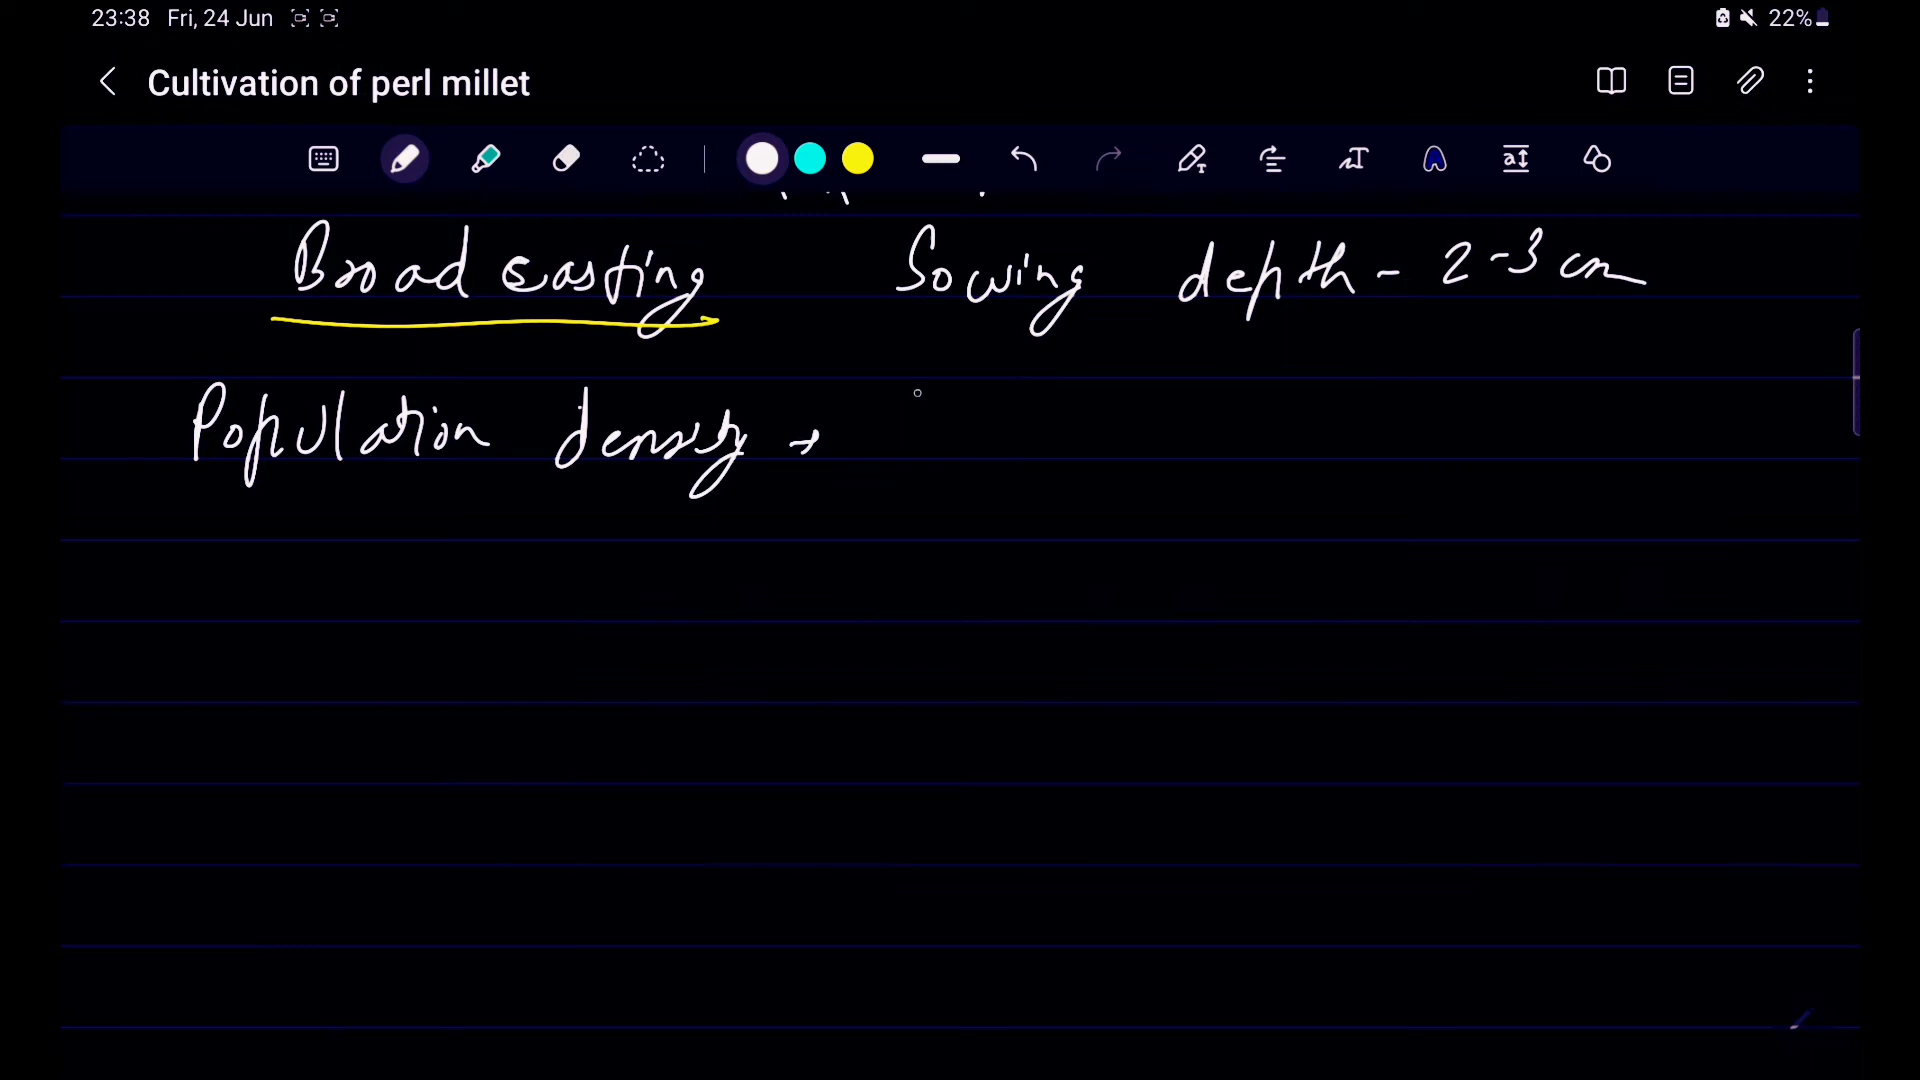 23:38 Fri, 24 Jun 22%
Cultivation of perl millet
Broad casting Sowing depth - 2-3 cm
Population density →